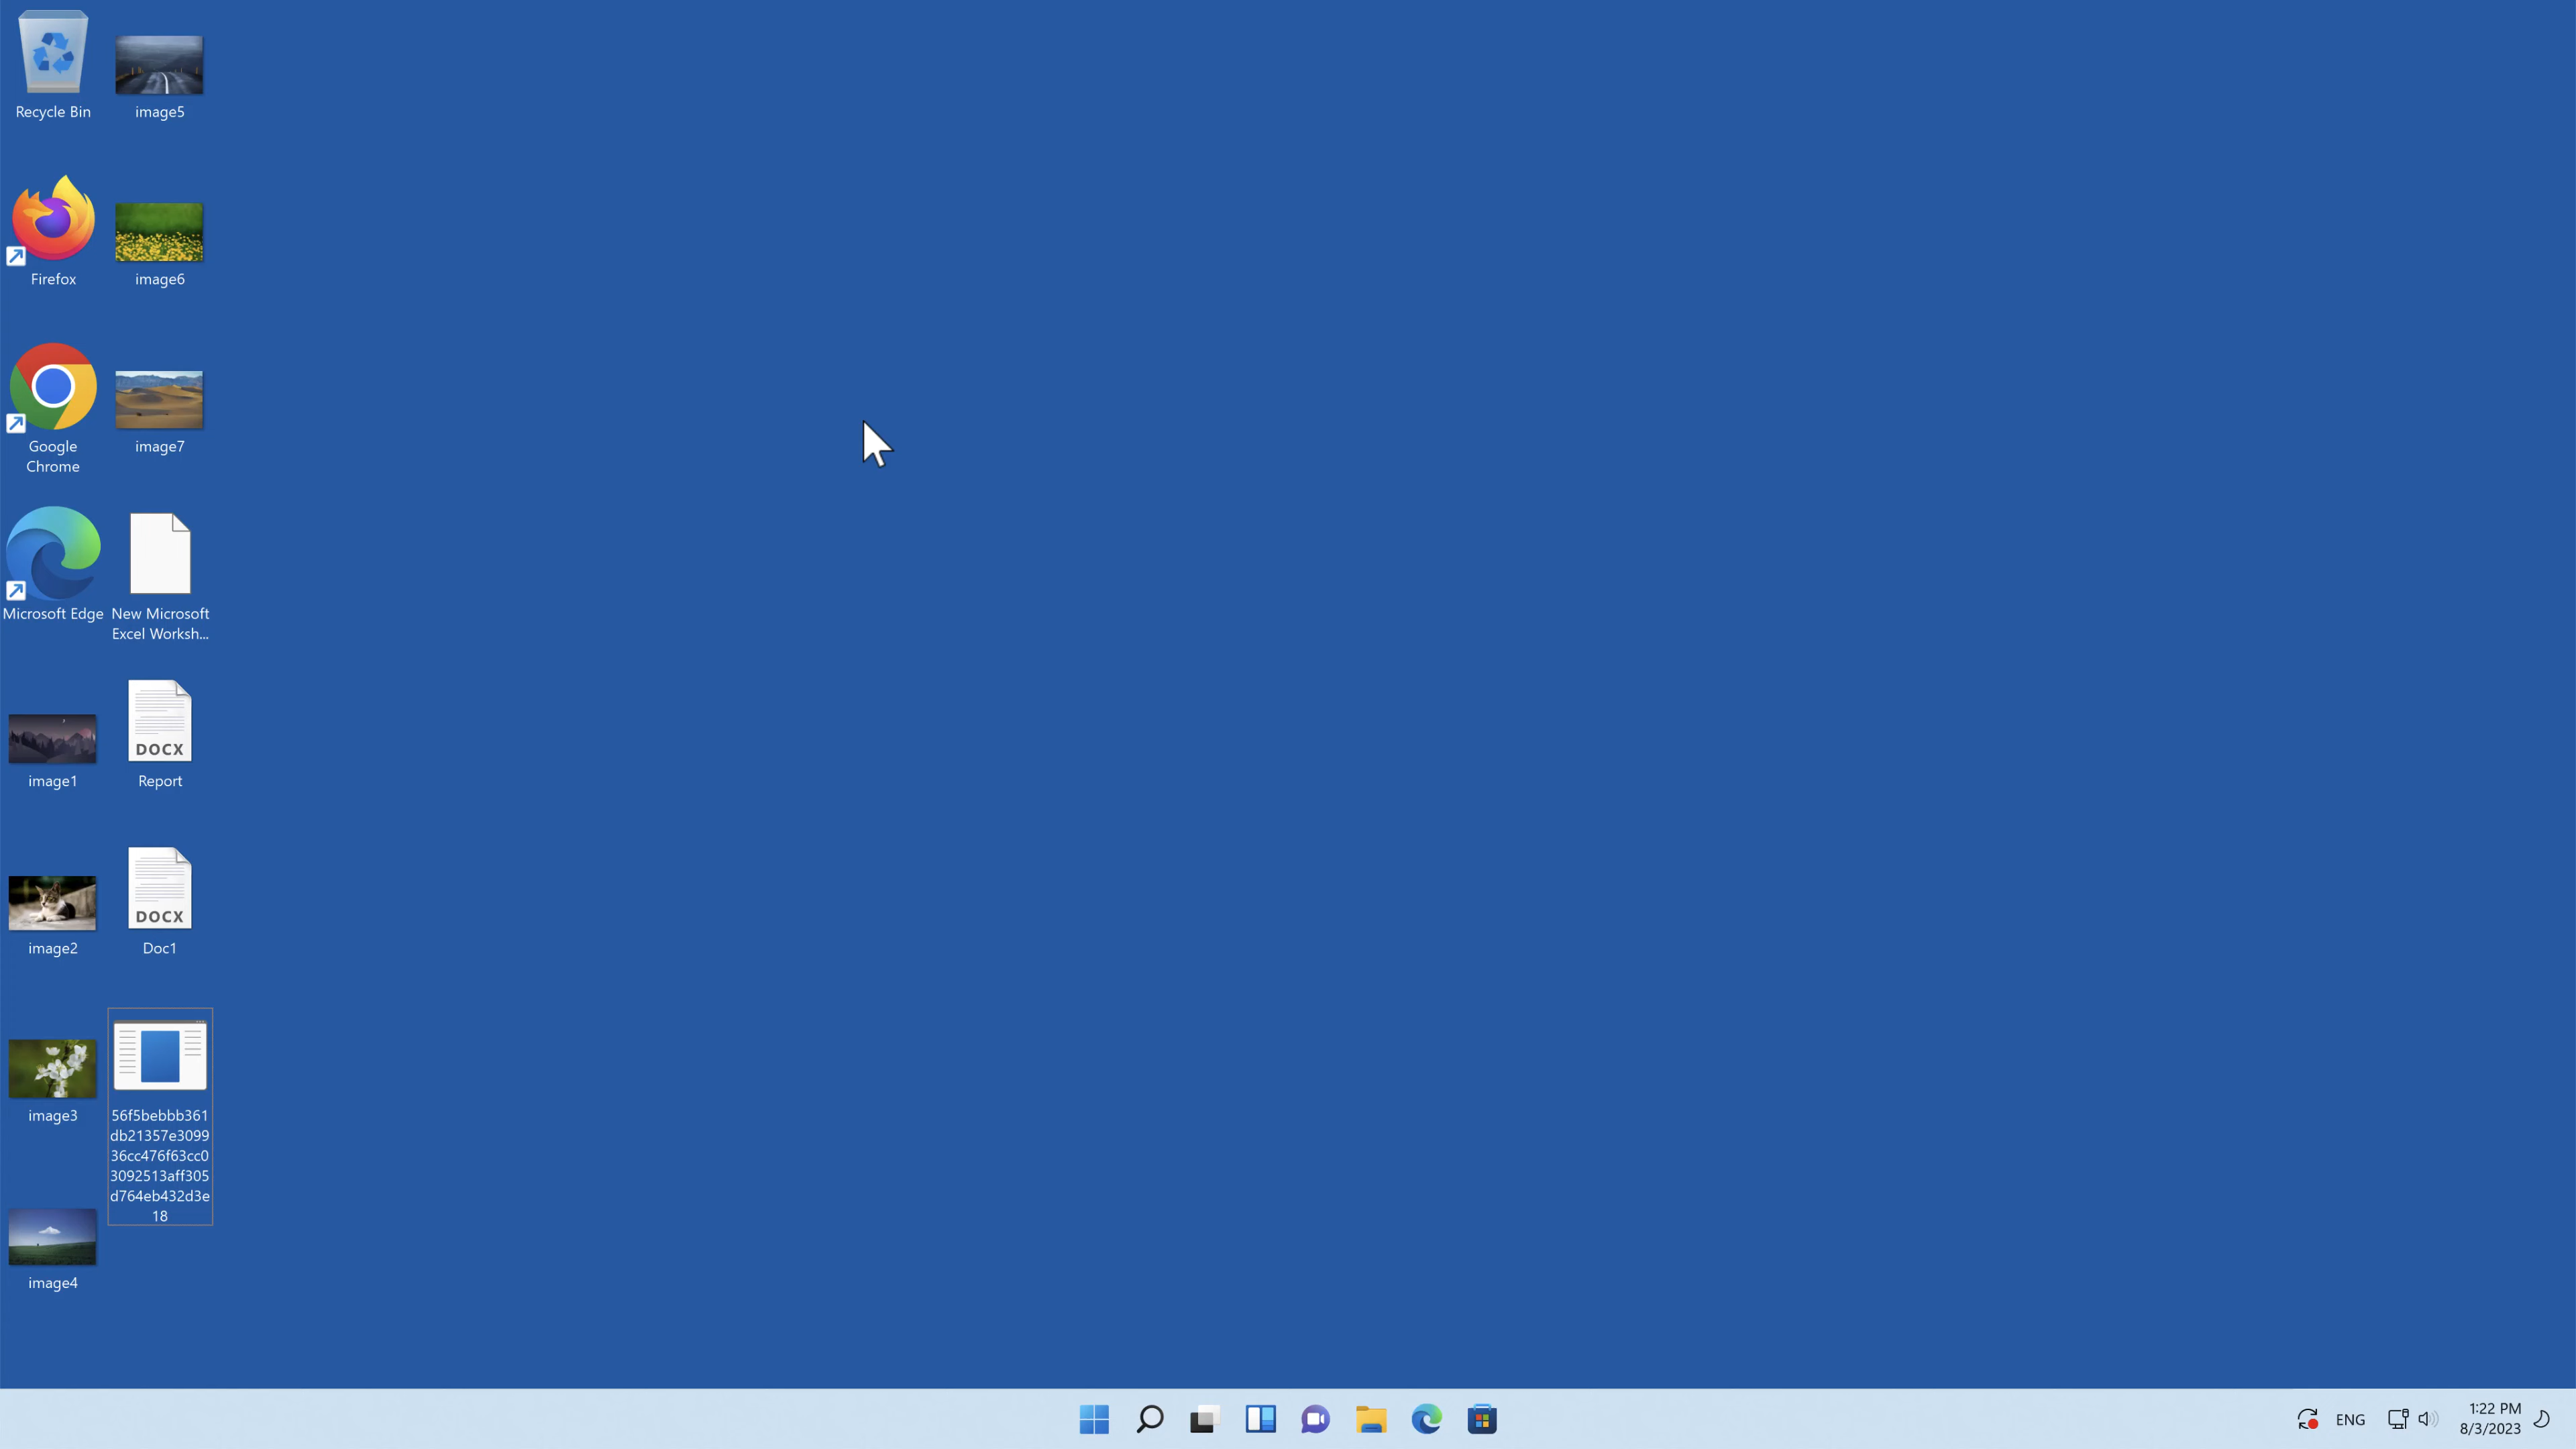 Recycle Bin
image5
Firefox
image6
Google
Chrome
image7
Microsoft Edge
New Microsoft
Excel Worksh...
image1
DOCX
Report
image2
DOCX
Doc1
image3
56f5bebbb361
db21357e3099
36cc476f63cc0
3092513aff305
d764eb432d3e
18
image4
ENG
1:22 PM
8/3/2023